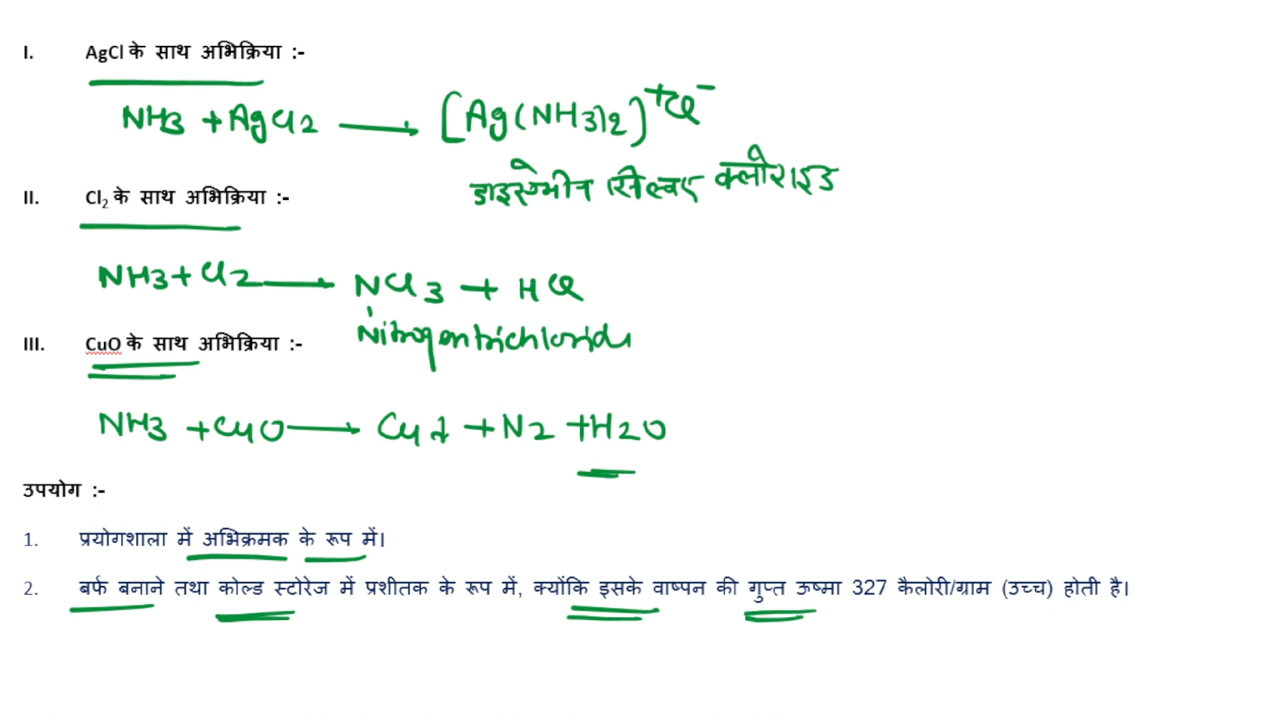 I. AgCl के साथ अभिक्रिया :-
NH3 + AgCl2 ⟶ [Ag(NH3)2]⁺Cl⁻
डाइएमीन सिल्वर क्लोराइड
II. Cl₂ के साथ अभिक्रिया :-
NH3 + Cl2 ⟶ NCl3 + HCl
Nitrogentrichloride
III. CuO के साथ अभिक्रिया :-
NH3 + CuO ⟶ Cu + N2 + H2O
उपयोग :-
1. प्रयोगशाला में अभिक्रमक के रूप में।
2. बर्फ बनाने तथा कोल्ड स्टोरेज में प्रशीतक के रूप में, क्योंकि इसके वाष्पन की गुप्त ऊष्मा 327 कैलोरी/ग्राम (उच्च) होती है।